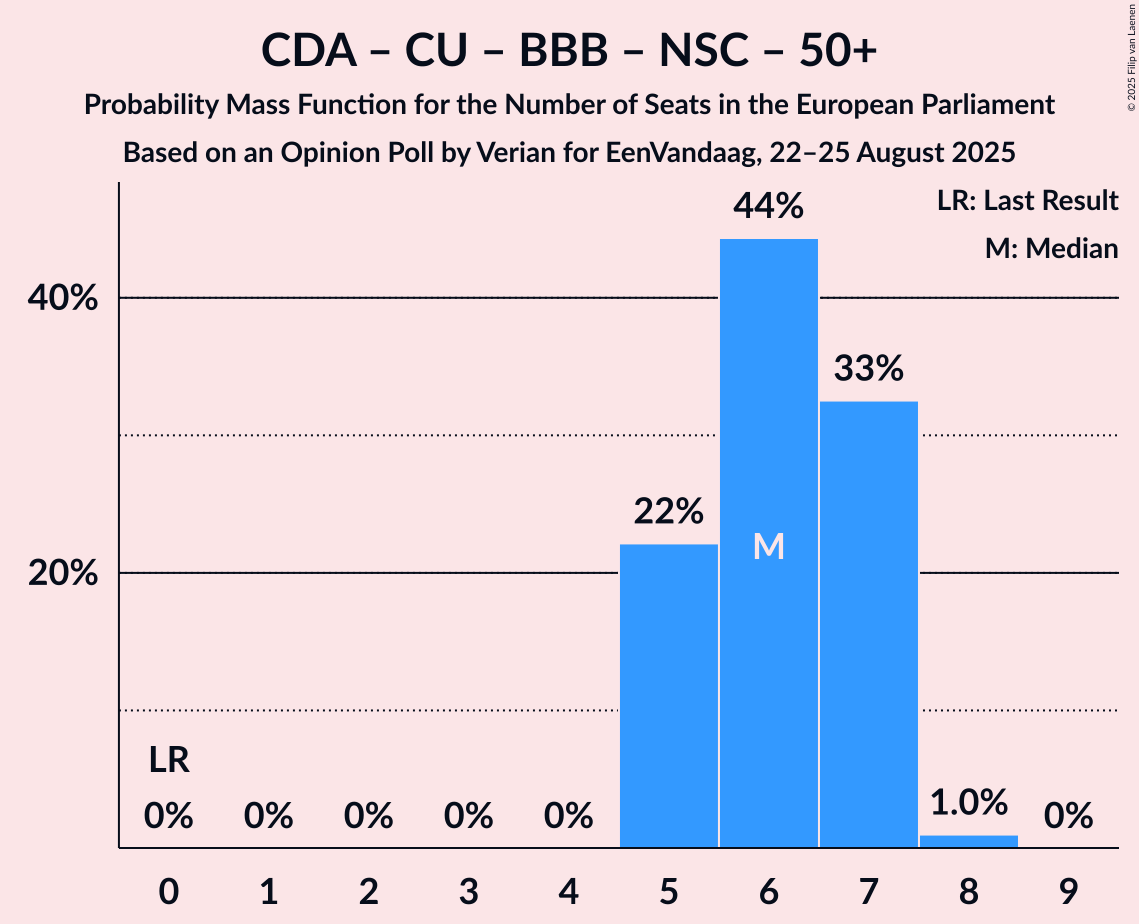 CDA – CU – BBB – NSC – 50+
Probability Mass Function for the Number of Seats in the European Parliament
Based on an Opinion Poll by Verian for EenVandaag, 22–25 August 2025
© 2025 Filip van Laenen
LR: Last Result
M: Median
44%
40%
33%
22%
M
20%
LR
0% 0% 0% 0% 0% 1.0% 0%
0 1 2 3 4 5 6 7 8 9